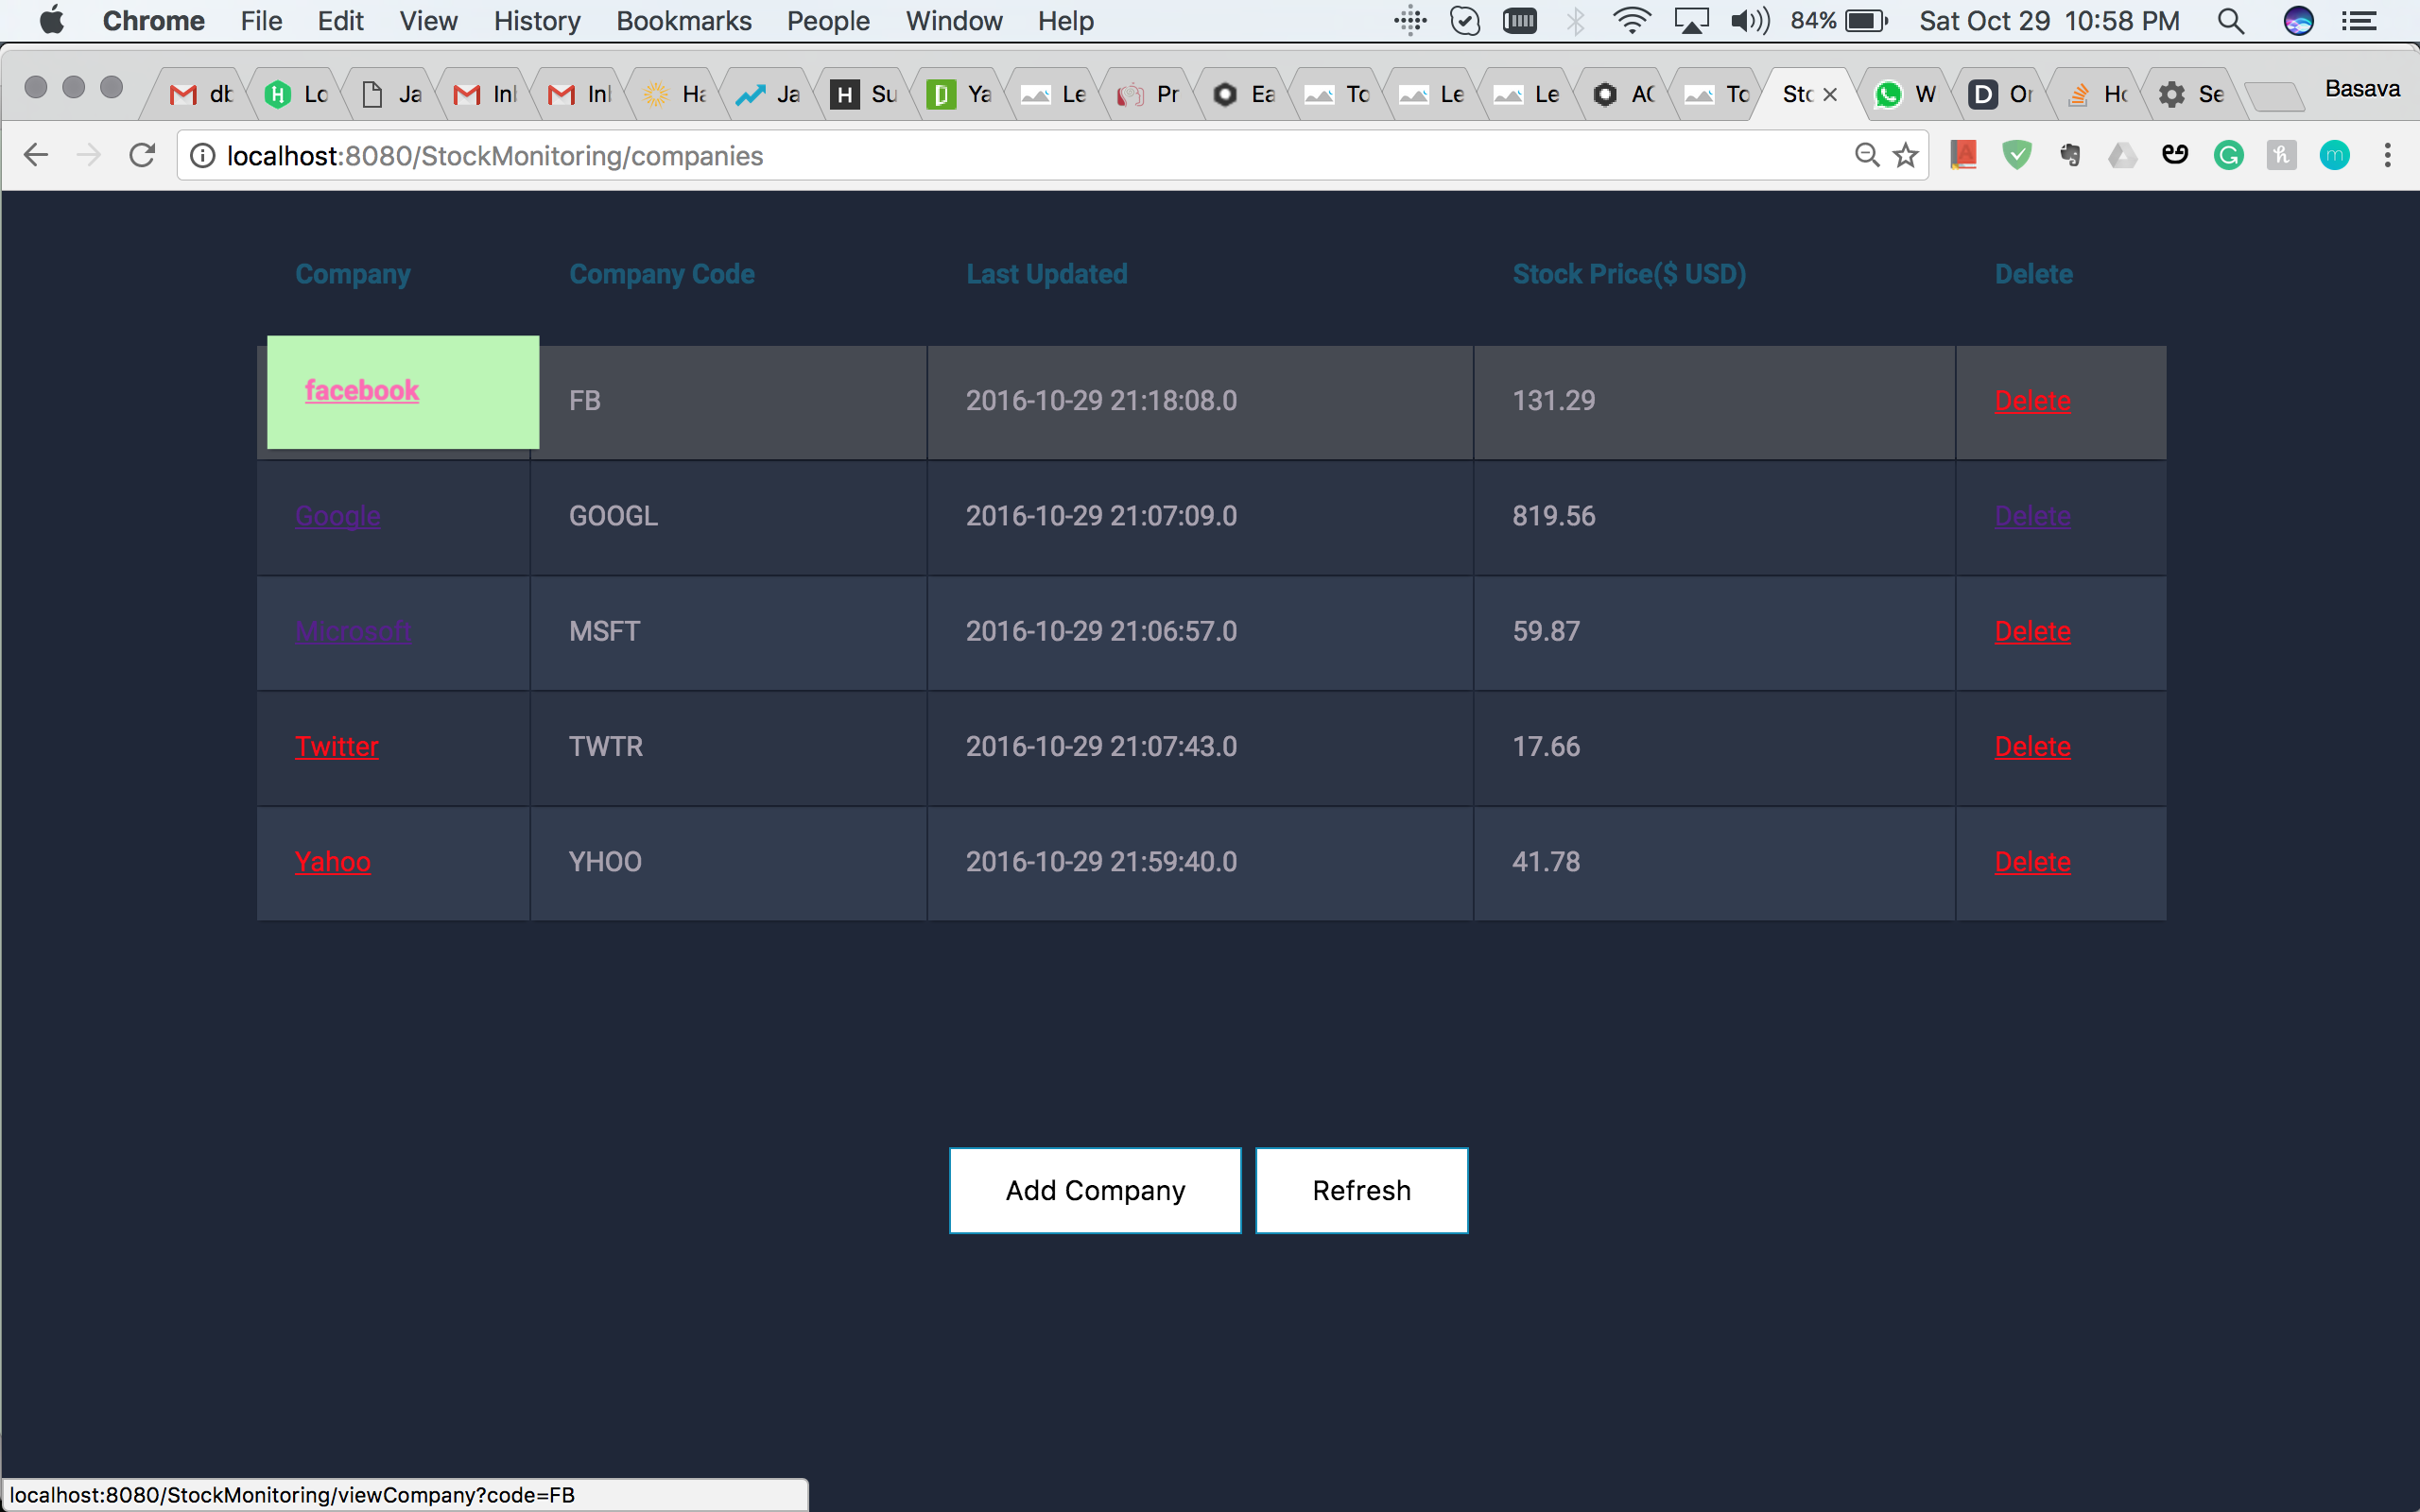 Chrome File Edit View History Bookmarks People Window Help 84% Sat Oct 29 10:58 PM
db Lo Ja Inl Inl Ha Ja H Su Ya Le Pr Ea To Le Le AC To Stc W D Or Ho Se Basava
localhost:8080/StockMonitoring/companies
Company Company Code Last Updated Stock Price($ USD) Delete
facebook FB 2016-10-29 21:18:08.0 131.29 Delete
Google GOOGL 2016-10-29 21:07:09.0 819.56 Delete
Microsoft MSFT 2016-10-29 21:06:57.0 59.87 Delete
Twitter TWTR 2016-10-29 21:07:43.0 17.66 Delete
Yahoo YHOO 2016-10-29 21:59:40.0 41.78 Delete
Add Company Refresh
localhost:8080/StockMonitoring/viewCompany?code=FB